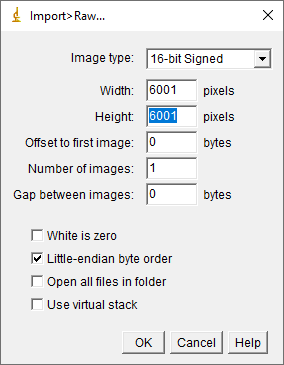 Import>Raw...
Image type: 16-bit Signed
Width: 6001 pixels
Height: 6001 pixels
Offset to first image: 0 bytes
Number of images: 1
Gap between images: 0 bytes
White is zero
Little-endian byte order
Open all files in folder
Use virtual stack
OK Cancel Help